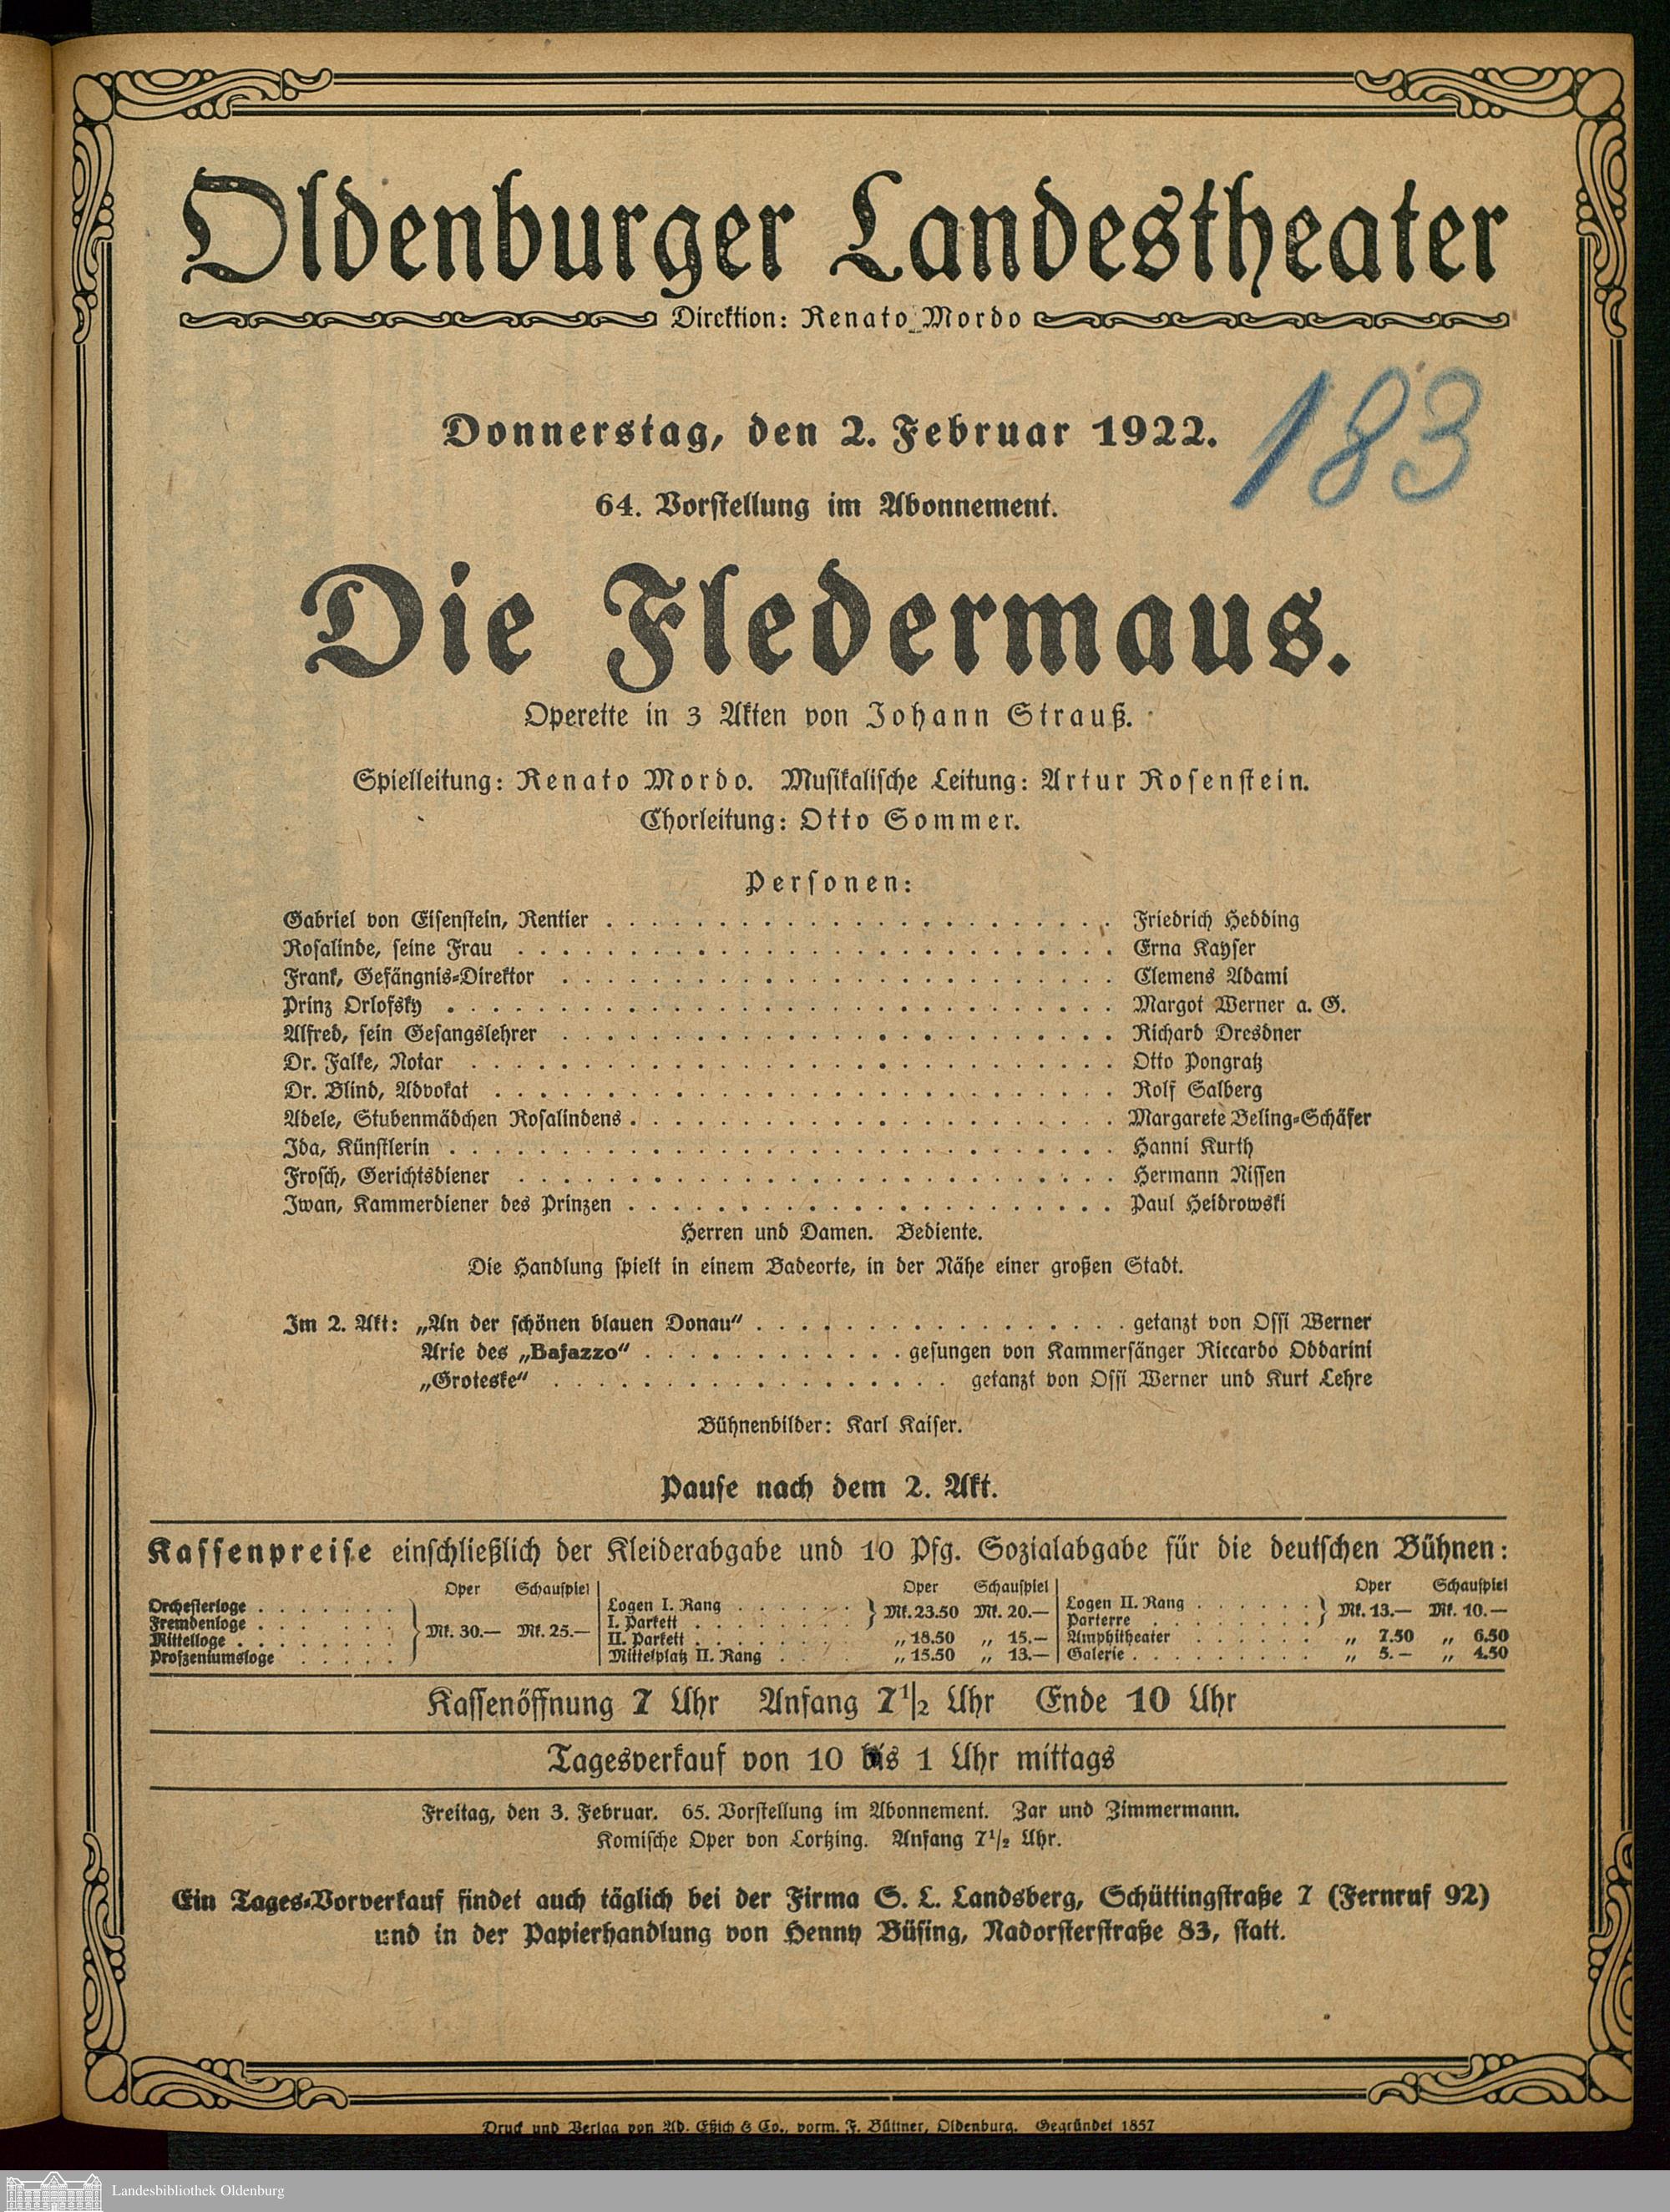 Oldenburger Landestheater
Direktion: Renato Mordo
183
Donnerstag, den 2. Februar 1922.
64. Vorstellung im Abonnement.
Die Fledermaus.
Operette in 3 Akten von Johann Strauß.
Spielleitung: Renato Mordo. Musikalische Leitung: Artur Rosenstein.
Chorleitung: Otto Sommer.
Personen:
Gabriel von Eisenstein, Rentier . . . . . Friedrich Hedding
Rosalinde, seine Frau . . . . . Erna Kayser
Frank, Gefängnis-Direktor . . . . . Clemens Adami
Prinz Orlofsky . . . . . Margot Werner a. G.
Alfred, sein Gesangslehrer . . . . . Richard Dresdner
Dr. Falke, Notar . . . . . Otto Pongratz
Dr. Blind, Advokat . . . . . Rolf Salberg
Adele, Stubenmädchen Rosalindens . . . . . Margarete Beling-Schäfer
Ida, Künstlerin . . . . . Hanni Kurth
Frosch, Gerichtsdiener . . . . . Hermann Nissen
Iwan, Kammerdiener des Prinzen . . . . . Paul Heidrowski
Herren und Damen. Bediente.
Die Handlung spielt in einem Badeorte, in der Nähe einer großen Stadt.
Im 2. Akt: „An der schönen blauen Donau“ . . . . . getanzt von Ossi Werner
Arie des „Bajazzo“ . . . . . gesungen von Kammersänger Riccardo Oddarini
„Groteske“ . . . . . getanzt von Ossi Werner und Kurt Lehre
Bühnenbilder: Karl Kaiser.
Pause nach dem 2. Akt.
Kassenpreise einschließlich der Kleiderabgabe und 10 Pfg. Sozialabgabe für die deutschen Bühnen:
Oper Schauspiel
Orchesterloge . . . . .
Fremdenloge . . . . .
Mittelloge . . . . .
Proszeniumsloge . . . . .
Mk. 30.— Mk. 25.—
Oper Schauspiel
Logen I. Rang . . . . .
I. Parkett . . . . .
Mk. 23.50 Mk. 20.—
II. Parkett . . . . . „ 18.50 „ 15.—
Mittelplatz II. Rang . . . . . „ 15.50 „ 13.—
Oper Schauspiel
Logen II. Rang . . . . .
Parterre . . . . .
Mk. 13.— Mk. 10.—
Amphitheater . . . . . „ 7.50 „ 6.50
Galerie . . . . . „ 5.— „ 4.50
Kassenöffnung 7 Uhr Anfang 7½ Uhr Ende 10 Uhr
Tagesverkauf von 10 bis 1 Uhr mittags
Freitag, den 3. Februar. 65. Vorstellung im Abonnement. Zar und Zimmermann.
Komische Oper von Lortzing. Anfang 7½ Uhr.
Ein Tages-Vorverkauf findet auch täglich bei der Firma S. L. Landsberg, Schüttingstraße 7 (Fernruf 92)
und in der Papierhandlung von Henny Büsing, Nadorsterstraße 83, statt.
Druck und Verlag von Ad. Eßich & Co., vorm. F. Büttner, Oldenburg. Gegründet 1857
Landesbibliothek Oldenburg